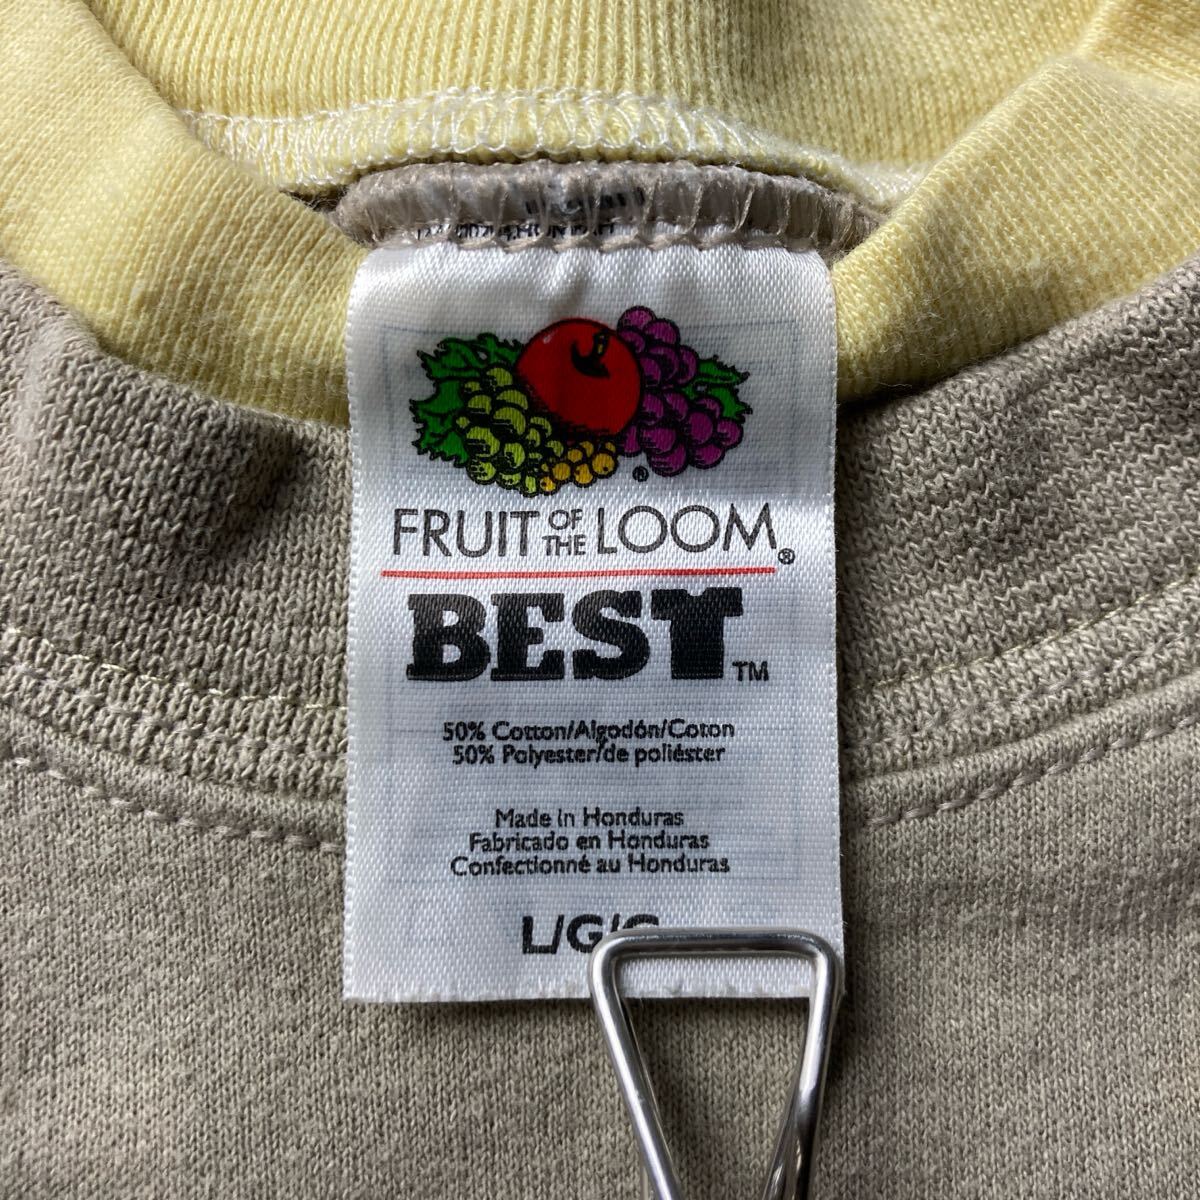 ®
FRUIT OF THE LOOM®
BEST™
50% Cotton/Algodón/Coton
50% Polyester/de poliéster
Made in Honduras
Fabricado en Honduras
Confectionné au Honduras
L/G/G